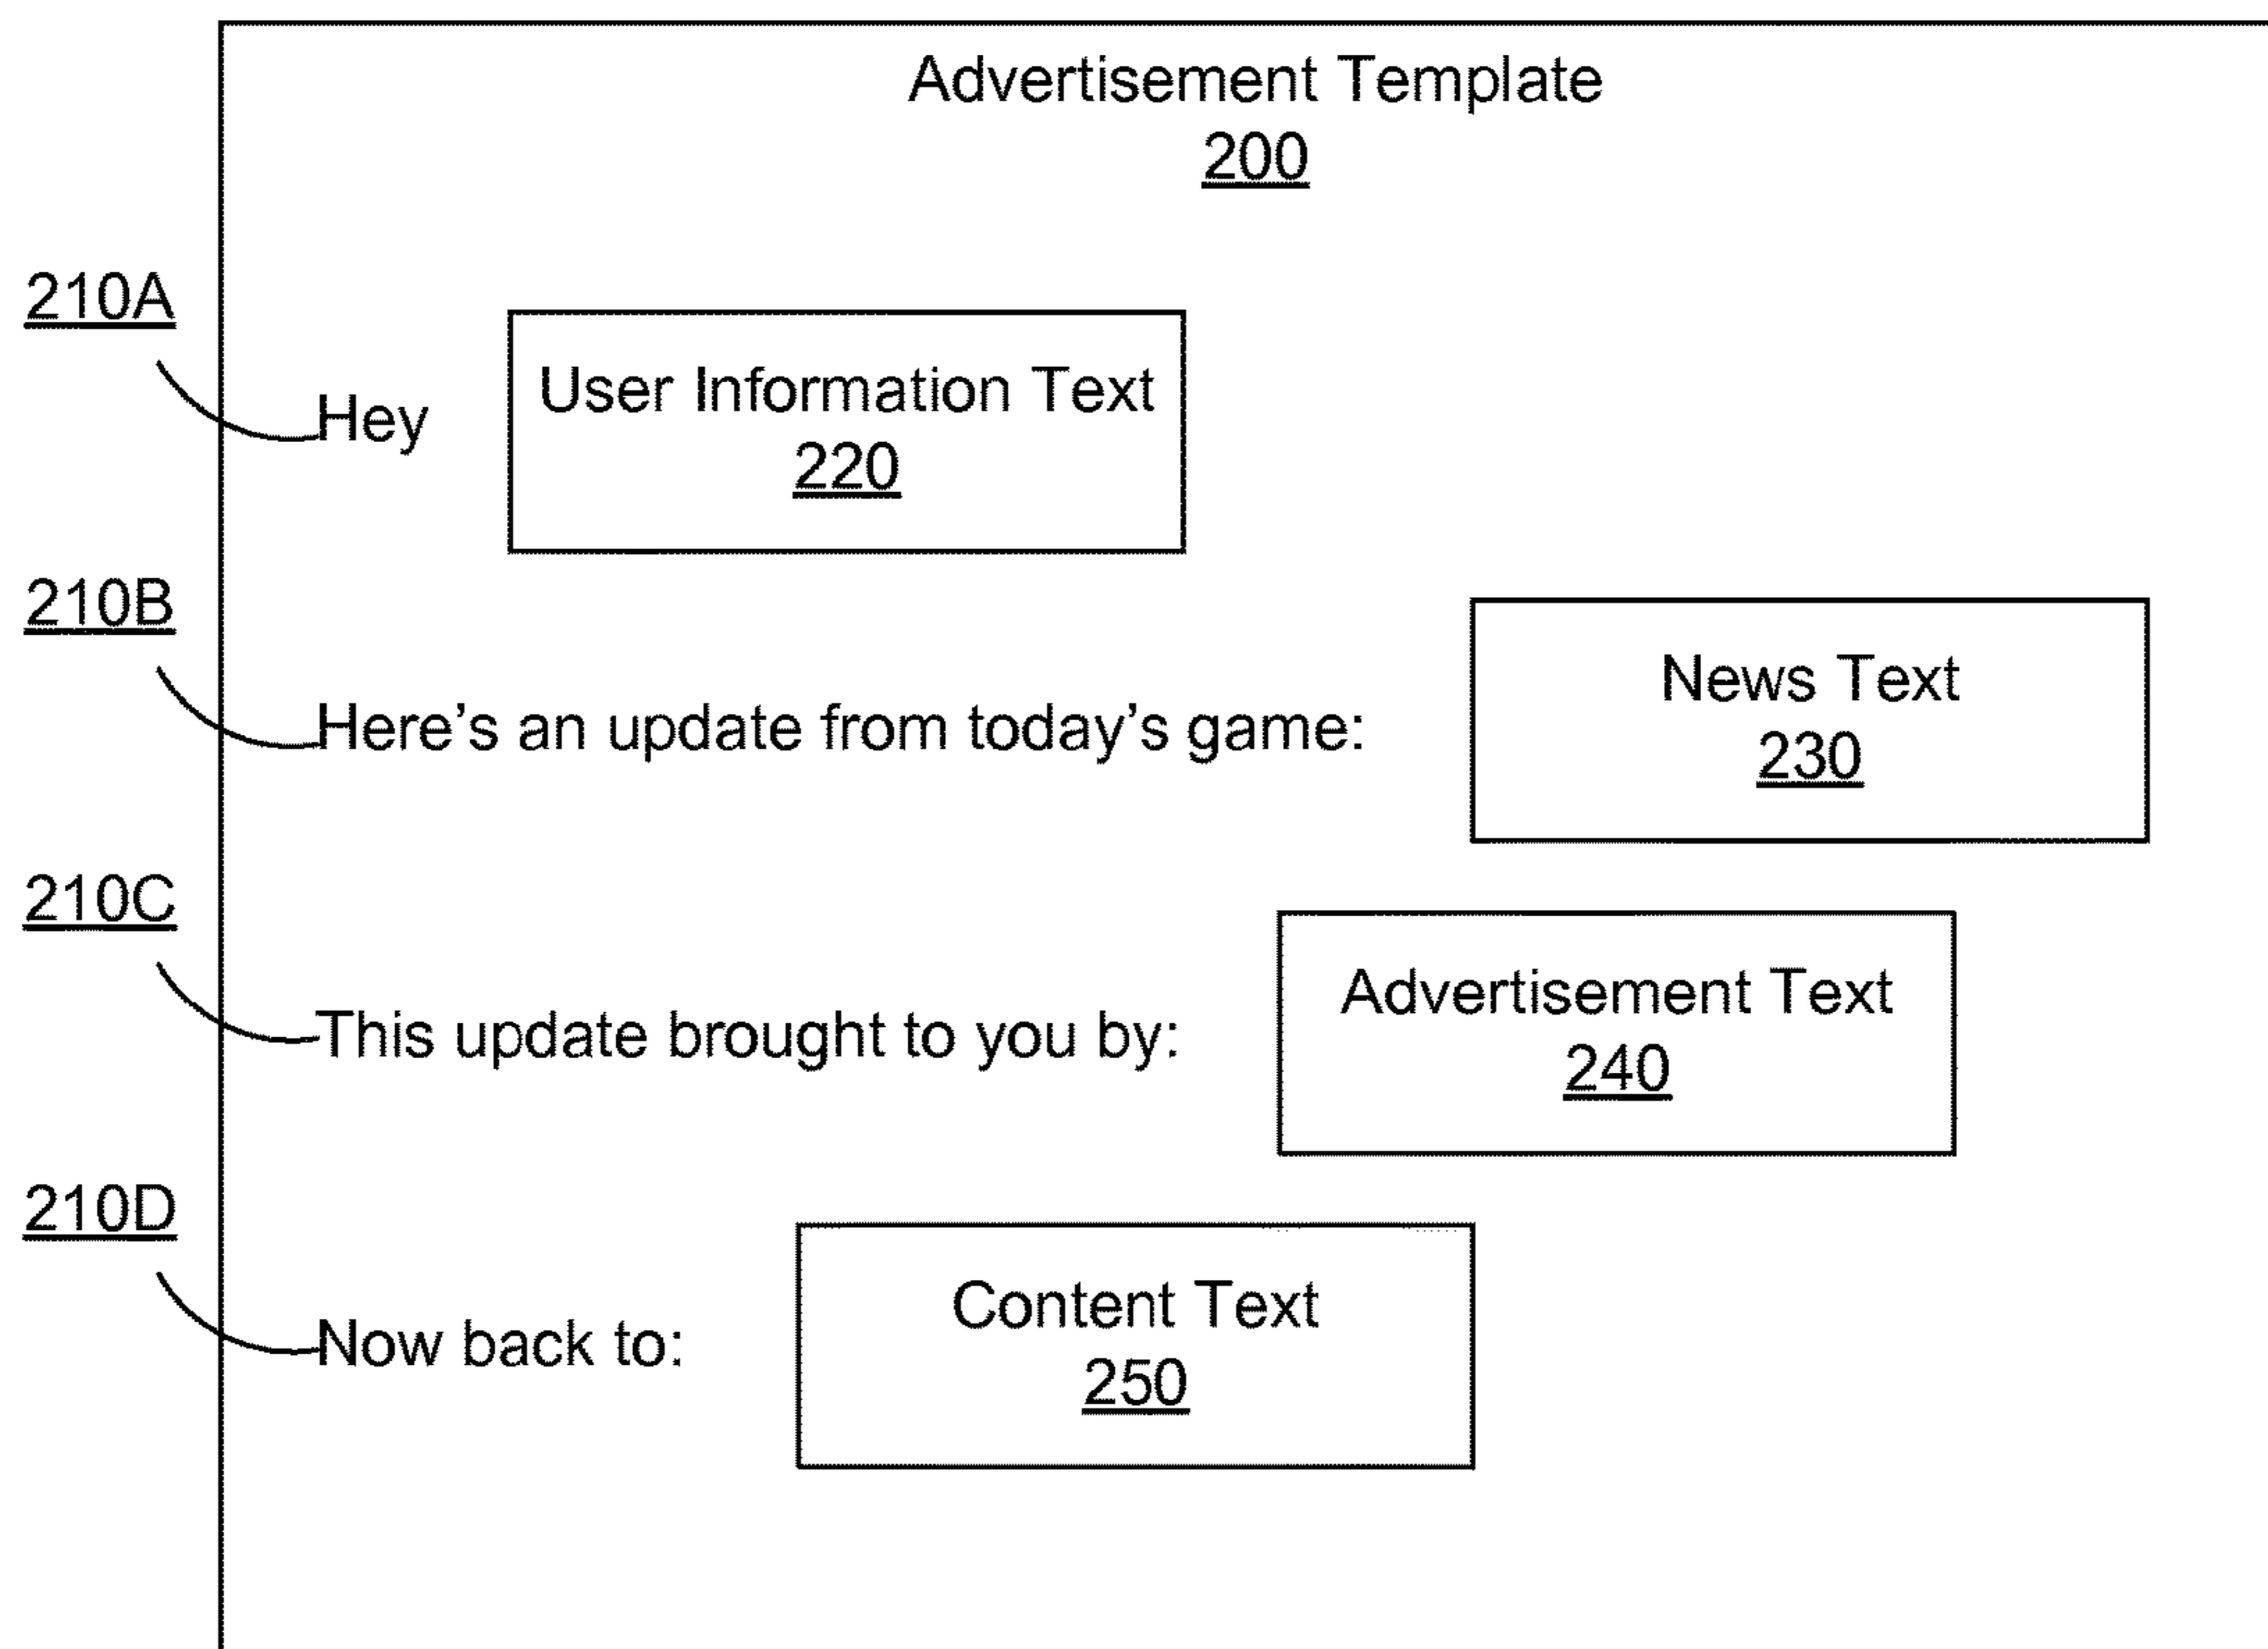 Advertisement Template
200
210A
Hey
User Information Text
220
210B
Here's an update from today's game:
News Text
230
210C
This update brought to you by:
Advertisement Text
240
210D
Now back to:
Content Text
250